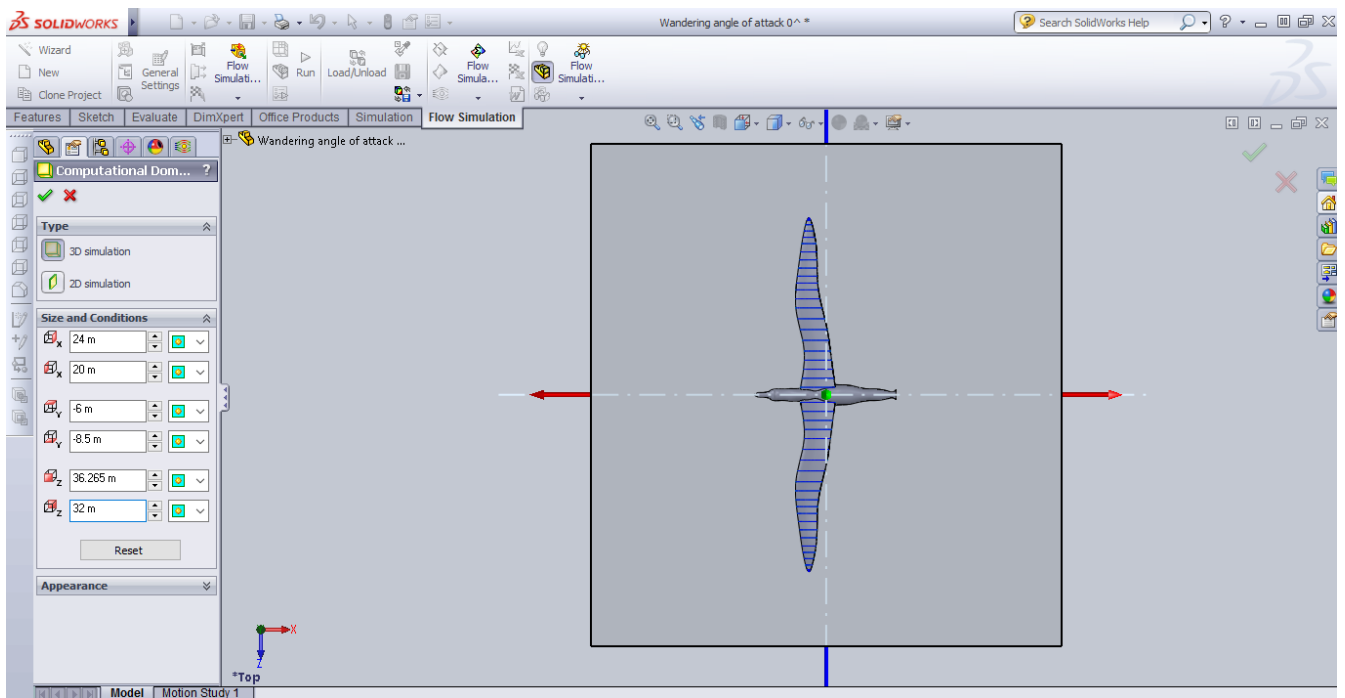 SOLIDWORKS
Wandering angle of attack 0^ *
Search SolidWorks Help
?
Wizard
New
Clone Project
General Settings
Flow Simulati...
Run
Load/Unload
Flow Simula...
Flow Simulati...
Features Sketch Evaluate DimXpert Office Products Simulation Flow Simulation
Wandering angle of attack ...
Computational Dom... ?
Type
3D simulation
2D simulation
Size and Conditions
X 24 m
X 20 m
Y -6 m
Y -8.5 m
Z 36.265 m
Z 32 m
Reset
Appearance
X
Z
*Top
Model Motion Study 1